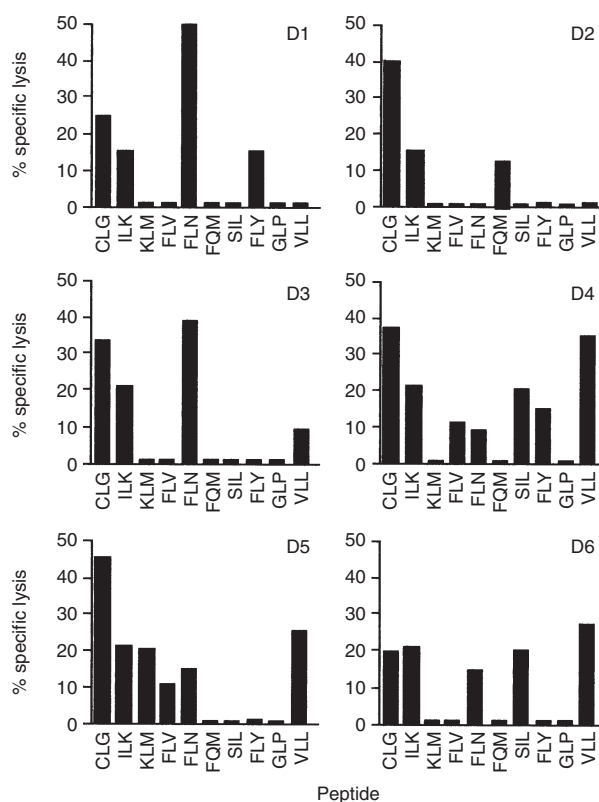 D1
% specific lysis
50
40
30
20
10
0
CLG
ILK
KLM
FLV
FLN
FQM
SIL
FLY
GLP
VLL
D2
50
40
30
20
10
0
CLG
ILK
KLM
FLV
FLN
FQM
SIL
FLY
GLP
VLL
D3
% specific lysis
50
40
30
20
10
0
CLG
ILK
KLM
FLV
FLN
FQM
SIL
FLY
GLP
VLL
D4
50
40
30
20
10
0
CLG
ILK
KLM
FLV
FLN
FQM
SIL
FLY
GLP
VLL
D5
% specific lysis
50
40
30
20
10
0
CLG
ILK
KLM
FLV
FLN
FQM
SIL
FLY
GLP
VLL
D6
50
40
30
20
10
0
CLG
ILK
KLM
FLV
FLN
FQM
SIL
FLY
GLP
VLL
Peptide